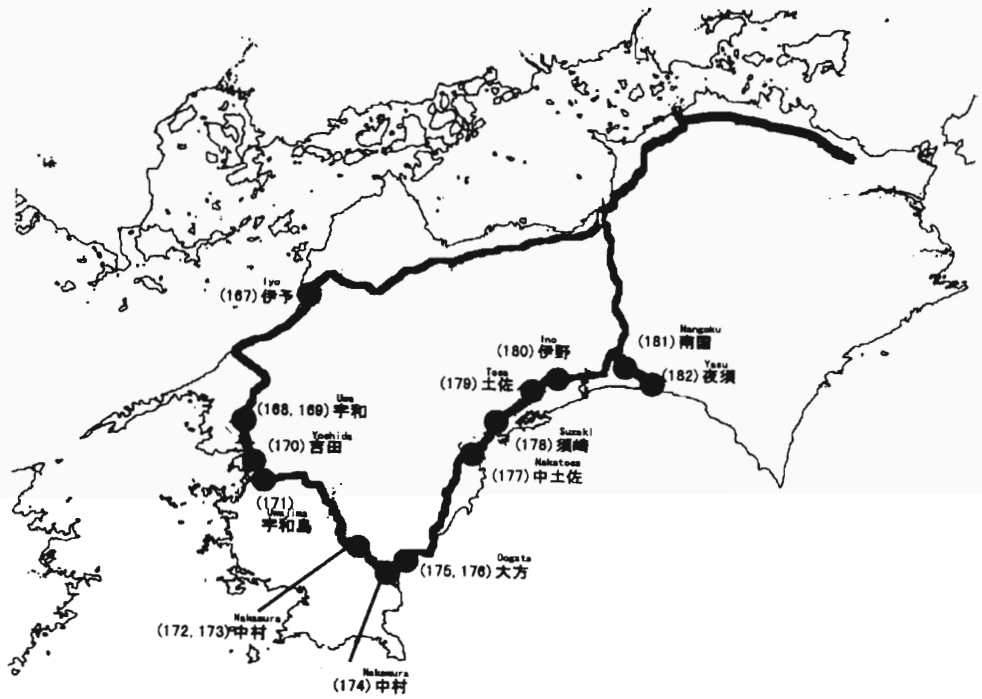 Iyo
(167) 伊予
Nangoku
(181) 南国
Ino
(180) 伊野
Yasu
(182) 夜須
Tosa
(179) 土佐
Uwa
(168, 169) 宇和
Suzaki
(178) 須崎
Yoshida
(170) 吉田
Nakatosa
(177) 中土佐
(171)
Uwajima
宇和島
Oogata
(175, 176) 大方
Nakamura
(172, 173) 中村
Nakamura
(174) 中村